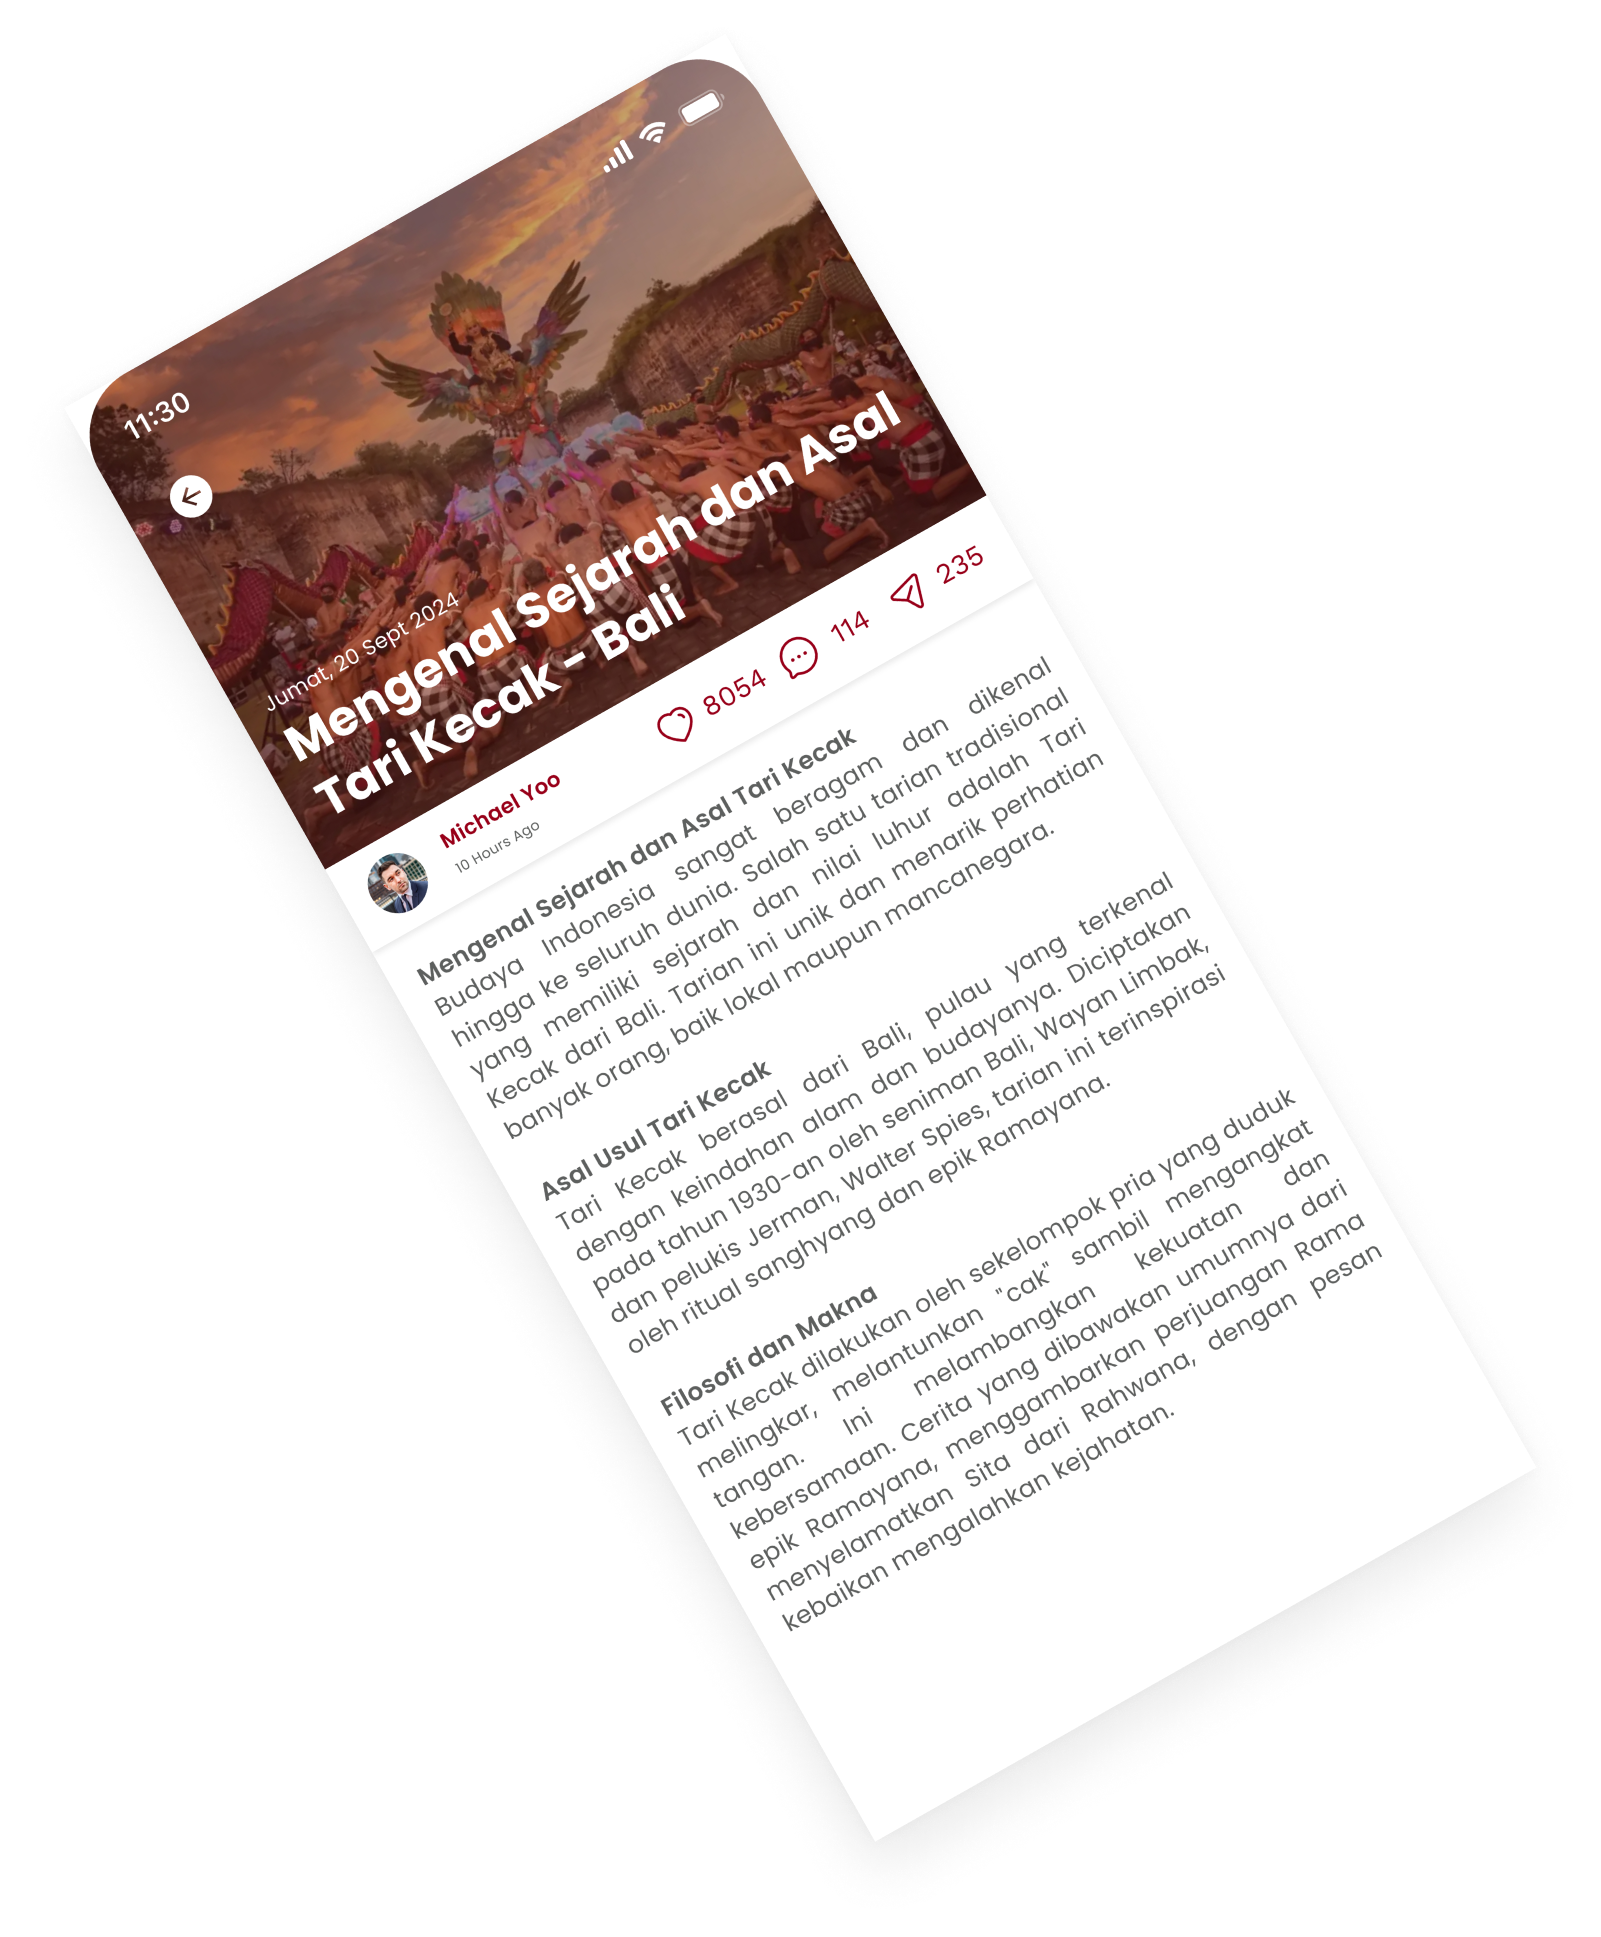 11:30
Jumat, 20 Sept 2024
Mengenal Sejarah dan Asal
Tari Kecak - Bali
Michael Yoo
10 Hours Ago
8054
114
235
Mengenal Sejarah dan Asal Tari Kecak
Budaya Indonesia sangat beragam dan dikenal
hingga ke seluruh dunia. Salah satu tarian tradisional
yang memiliki sejarah dan nilai luhur adalah Tari
Kecak dari Bali. Tarian ini unik dan menarik perhatian
banyak orang, baik lokal maupun mancanegara.
Asal Usul Tari Kecak
Tari Kecak berasal dari Bali, pulau yang terkenal
dengan keindahan alam dan budayanya. Diciptakan
pada tahun 1930-an oleh seniman Bali, Wayan Limbak,
dan pelukis Jerman, Walter Spies, tarian ini terinspirasi
oleh ritual sanghyang dan epik Ramayana.
Filosofi dan Makna
Tari Kecak dilakukan oleh sekelompok pria yang duduk
melingkar, melantunkan "cak" sambil mengangkat
tangan. Ini melambangkan kekuatan dan
kebersamaan. Cerita yang dibawakan umumnya dari
epik Ramayana, menggambarkan perjuangan Rama
menyelamatkan Sita dari Rahwana, dengan pesan
kebaikan mengalahkan kejahatan.